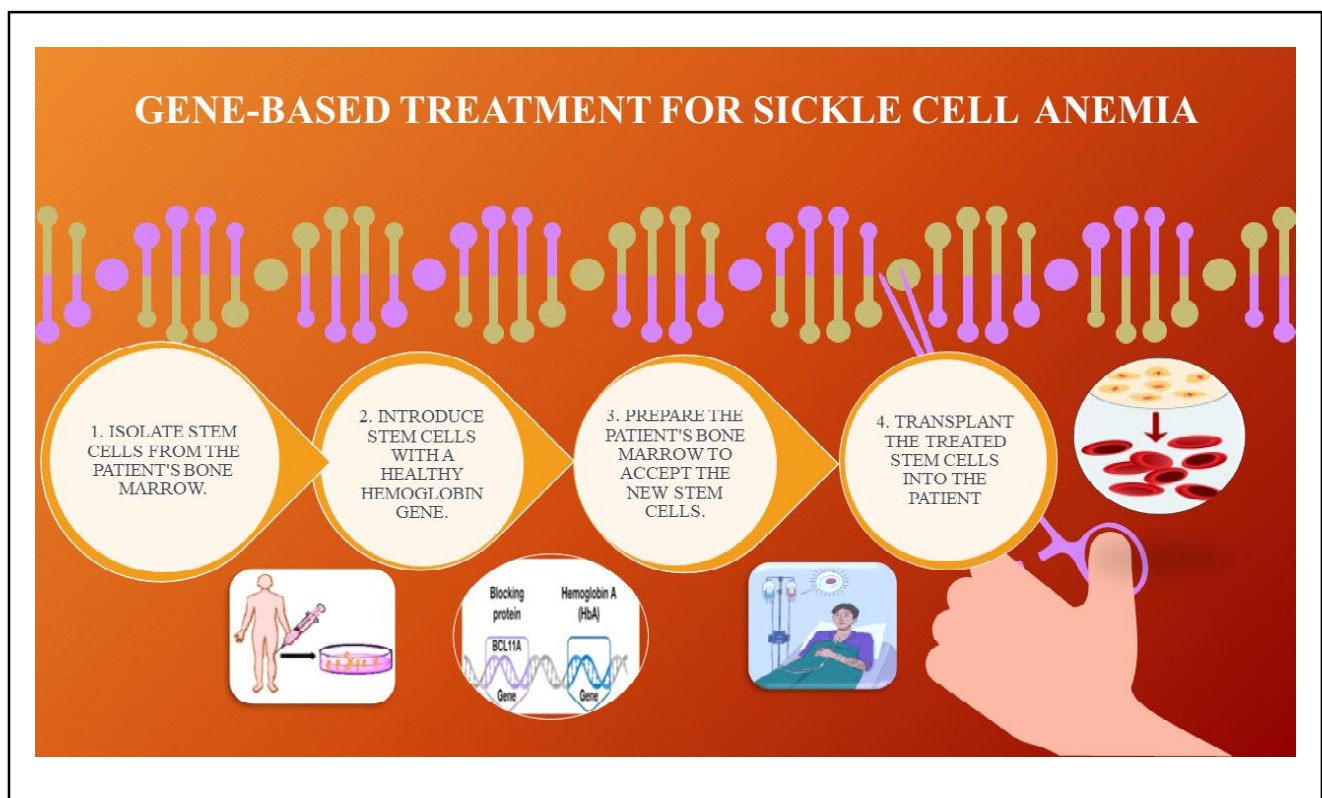 GENE-BASED TREATMENT FOR SICKLE CELL ANEMIA
1. ISOLATE STEM
CELLS FROM THE
PATIENT'S BONE
MARROW.
2. INTRODUCE
STEM CELLS
WITH A
HEALTHY
HEMOGLOBIN
GENE.
3. PREPARE THE
PATIENT'S BONE
MARROW TO
ACCEPT THE
NEW STEM
CELLS.
4. TRANSPLANT
THE TREATED
STEM CELLS
INTO THE
PATIENT
Blocking
protein
BCL11A
Gene
Hemoglobin A
(HbA)
Gene